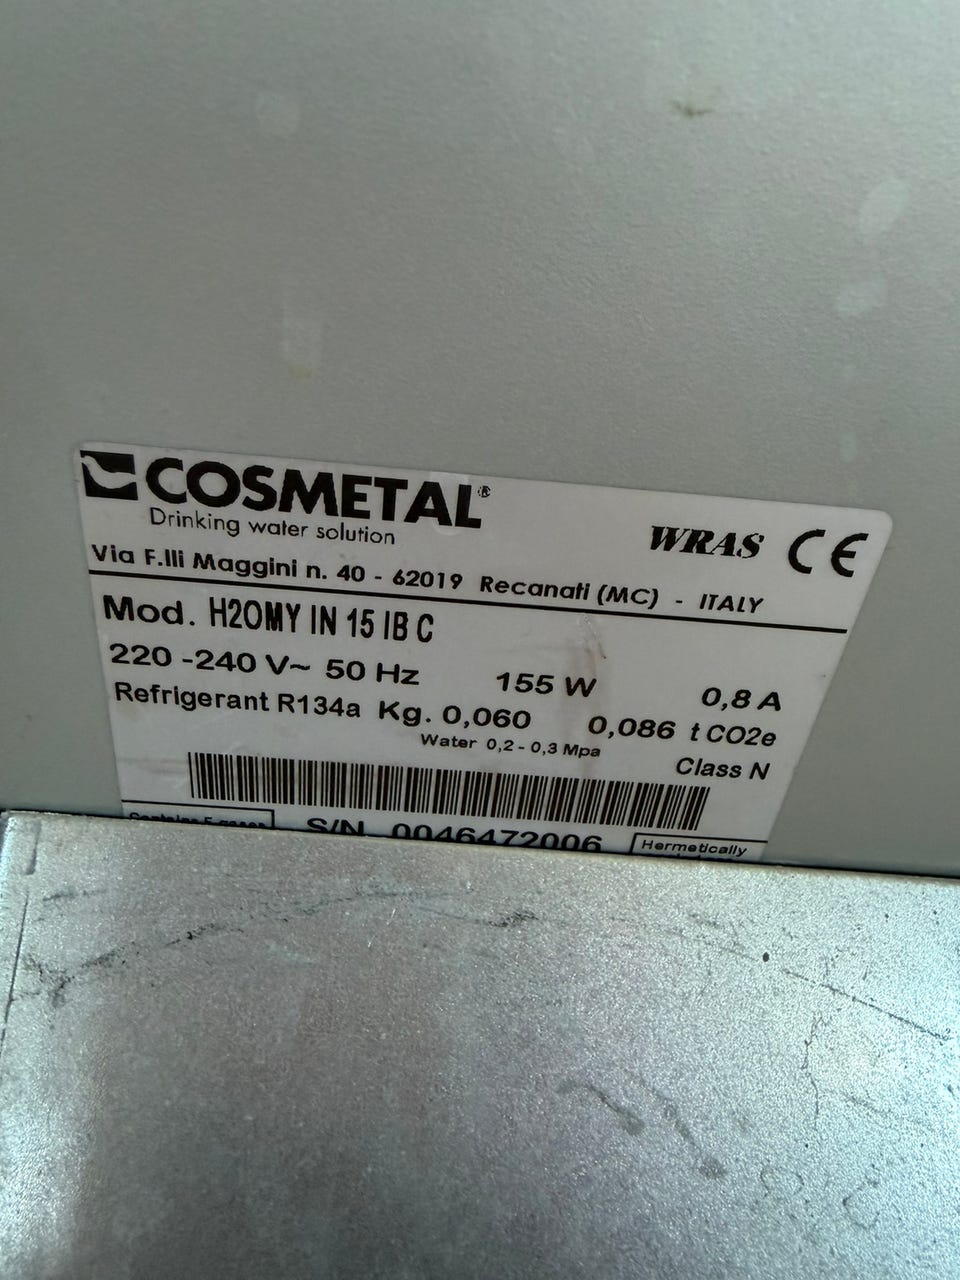 COSMETAL®
Drinking water solution
WRAS CE
Via F.lli Maggini n. 40 - 62019 Recanati (MC) - ITALY
Mod. H2OMY IN 15 IB C
220 -240 V~ 50 Hz 155 W 0,8 A
Refrigerant R134a Kg. 0,060 0,086 t CO2e
Water 0,2 - 0,3 Mpa
Class N
Contains F-gases S/N 0046472006 Hermetically